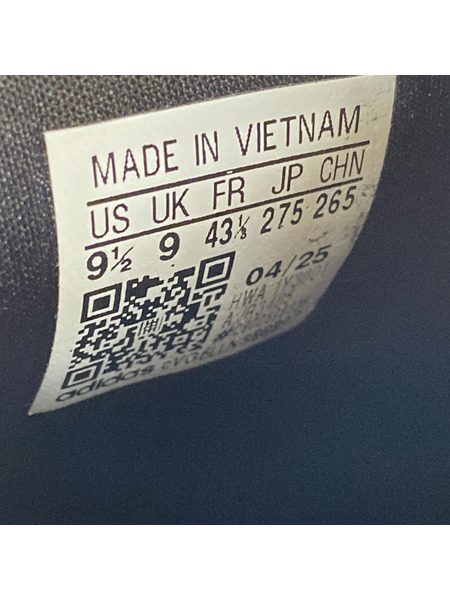 MADE IN VIETNAM
US UK FR JP CHN
9½ 9 43⅓ 275 265
04/25
adidas